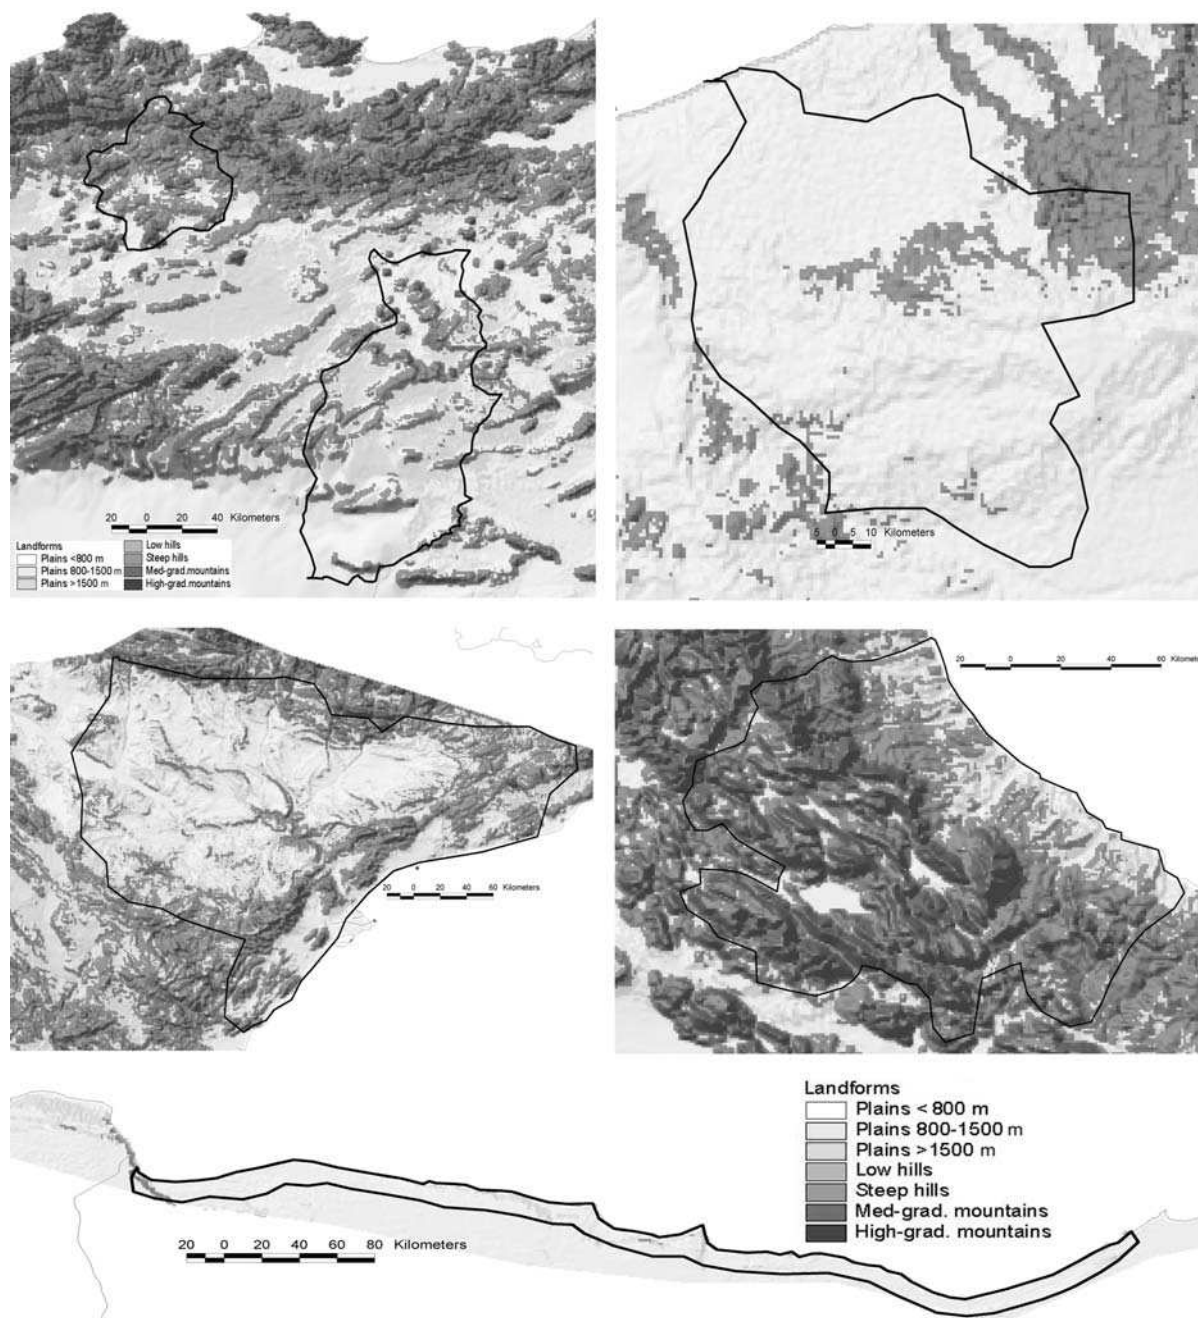 20 0 20 40 Kilometers
Landforms
Plains <800 m
Plains 800-1500 m
Plains >1500 m
Low hills
Steep hills
Med-grad.mountains
High-grad.mountains
5 0 5 10 Kilometers
20 0 20 40 60 Kilometers
20 0 20 40 60 Kilomete
Landforms
Plains < 800 m
Plains 800-1500 m
Plains >1500 m
Low hills
Steep hills
Med-grad. mountains
High-grad. mountains
20 0 20 40 60 80 Kilometers